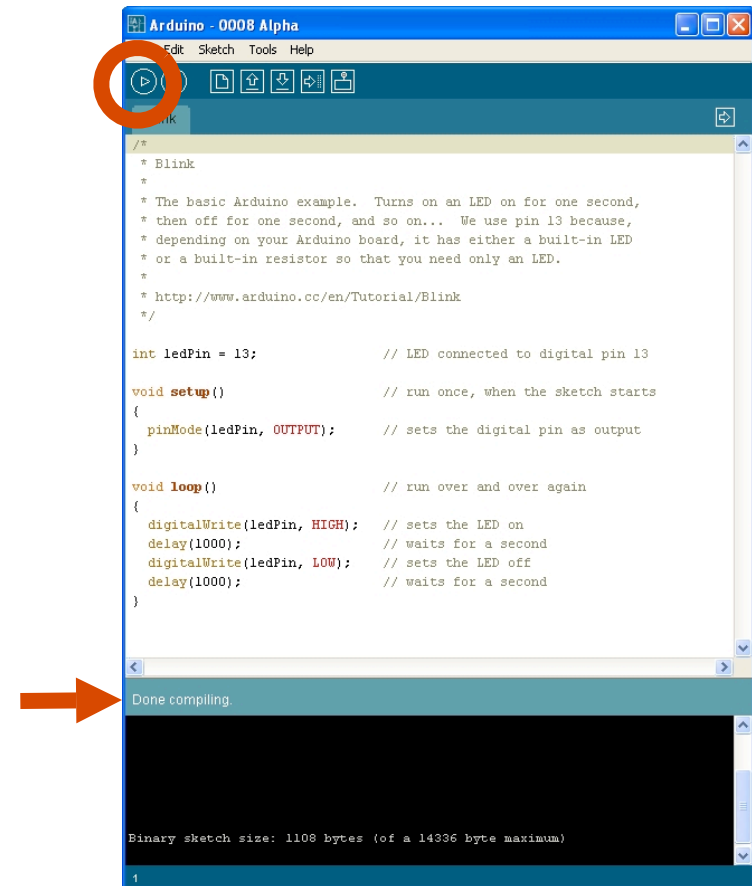 Arduino - 0008 Alpha
Edit Sketch Tools Help
/*
 * Blink
 *
 * The basic Arduino example.  Turns on an LED on for one second,
 * then off for one second, and so on...  We use pin 13 because,
 * depending on your Arduino board, it has either a built-in LED
 * or a built-in resistor so that you need only an LED.
 *
 * http://www.arduino.cc/en/Tutorial/Blink
 */
int ledPin = 13;                // LED connected to digital pin 13
void setup()                    // run once, when the sketch starts
{
  pinMode(ledPin, OUTPUT);      // sets the digital pin as output
}
void loop()                     // run over and over again
{
  digitalWrite(ledPin, HIGH);   // sets the LED on
  delay(1000);                  // waits for a second
  digitalWrite(ledPin, LOW);    // sets the LED off
  delay(1000);                  // waits for a second
}
Done compiling.
Binary sketch size: 1108 bytes (of a 14336 byte maximum)
1